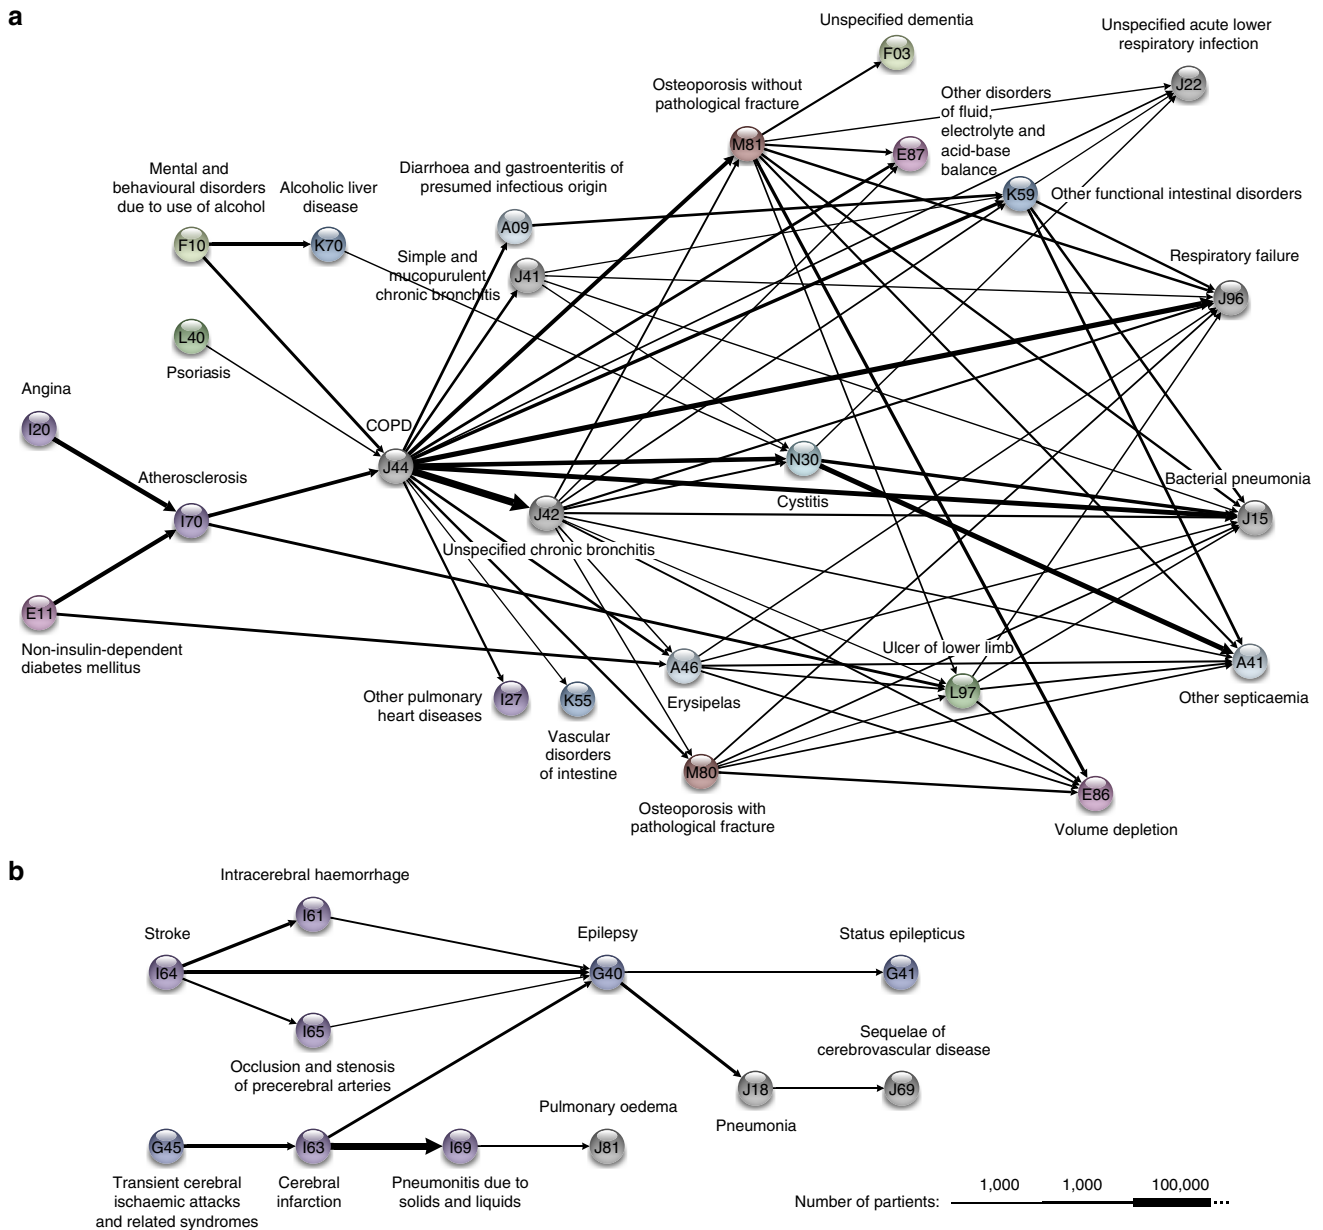 a
Unspecified dementia
F03
Unspecified acute lower
respiratory infection
J22
Osteoporosis without
pathological fracture
M81
Other disorders
of fluid,
electrolyte and
acid-base
balance
E87
Mental and
behavioural disorders
due to use of alcohol
F10
Alcoholic liver
disease
K70
Diarrhoea and gastroenteritis of
presumed infectious origin
A09
K59
Other functional intestinal disorders
Simple and
mucopurulent
chronic bronchitis
J41
Respiratory failure
J96
L40
Psoriasis
Angina
I20
COPD
J44
Atherosclerosis
I70
N30
Cystitis
Bacterial pneumonia
J15
J42
Unspecified chronic bronchitis
E11
Non-insulin-dependent
diabetes mellitus
Ulcer of lower limb
L97
A46
Erysipelas
A41
Other septicaemia
Other pulmonary
heart diseases
I27
K55
Vascular
disorders
of intestine
M80
Osteoporosis with
pathological fracture
E86
Volume depletion
b
Intracerebral haemorrhage
I61
Stroke
I64
Epilepsy
G40
Status epilepticus
G41
I65
Occlusion and stenosis
of precerebral arteries
Sequelae of
cerebrovascular disease
J18
Pneumonia
J69
Pulmonary oedema
G45
I63
I69
J81
Transient cerebral
ischaemic attacks
and related syndromes
Cerebral
infarction
Pneumonitis due to
solids and liquids
Number of partients:
1,000
1,000
100,000